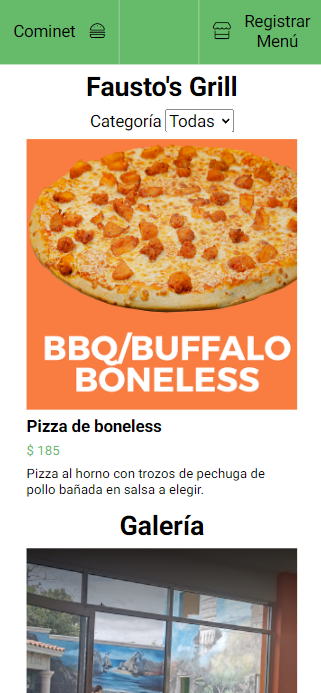 Cominet
Registrar
Menú
Fausto's Grill
Categoría Todas
BBQ/BUFFALO
BONELESS
Pizza de boneless
$ 185
Pizza al horno con trozos de pechuga de
pollo bañada en salsa a elegir.
Galería